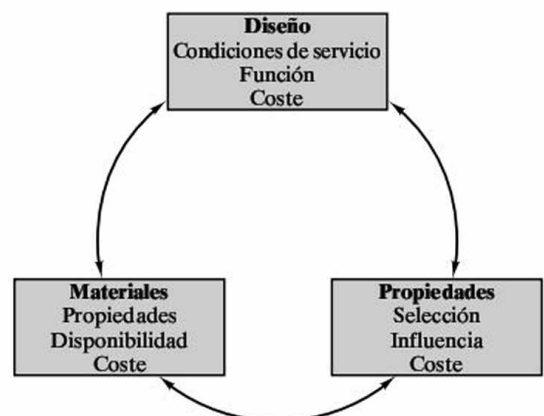 Diseño
Condiciones de servicio
Función
Coste
Materiales
Propiedades
Disponibilidad
Coste
Propiedades
Selección
Influencia
Coste